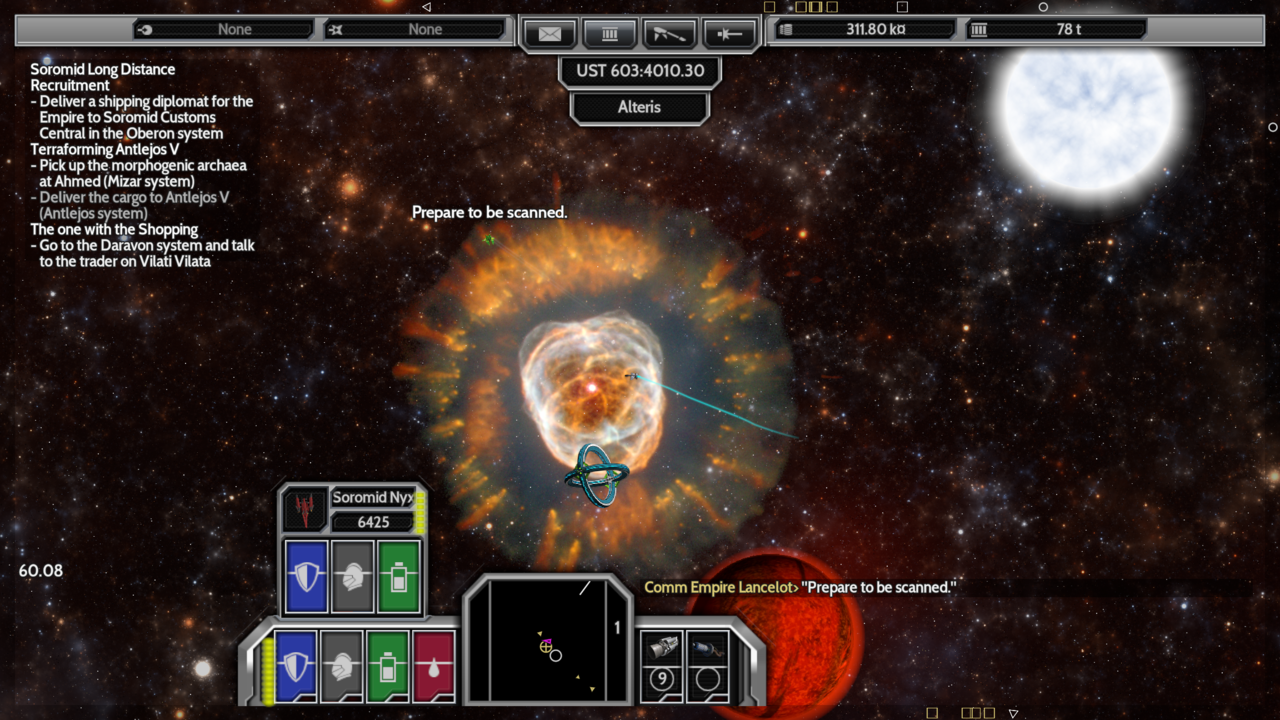 None
None
311.80 k¤
78 t
UST 603:4010.30
Alteris
Soromid Long Distance
Recruitment
- Deliver a shipping diplomat for the
Empire to Soromid Customs
Central in the Oberon system
Terraforming Antlejos V
- Pick up the morphogenic archaea
at Ahmed (Mizar system)
- Deliver the cargo to Antlejos V
(Antlejos system)
The one with the Shopping
- Go to the Daravon system and talk
to the trader on Vilati Vilata
Prepare to be scanned.
Soromid Nyx
6425
60.08
Comm Empire Lancelot> "Prepare to be scanned."
1
9